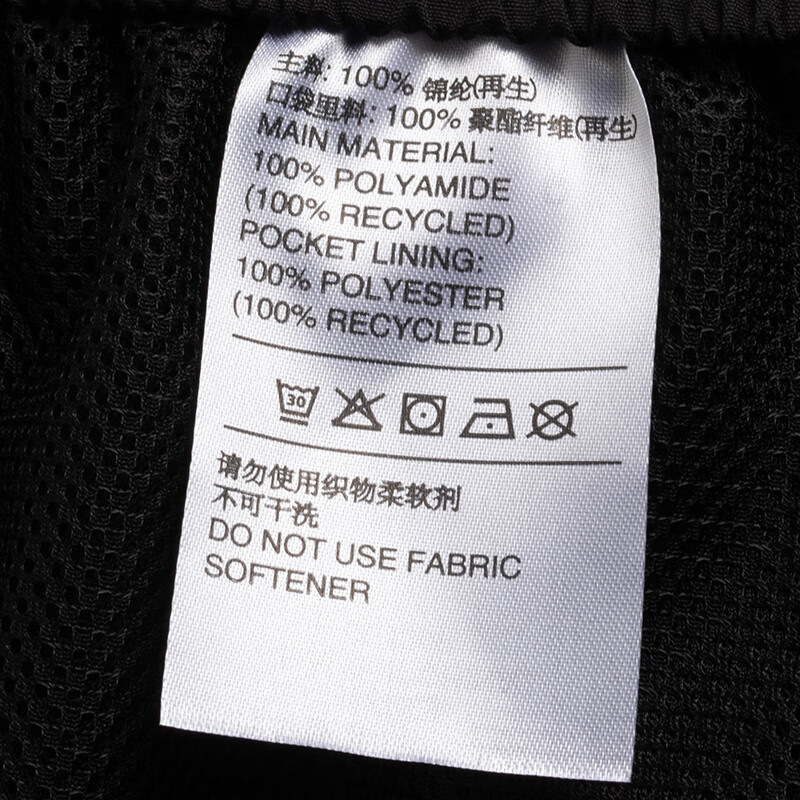 主料: 100% 锦纶(再生)
口袋里料: 100% 聚酯纤维(再生)
MAIN MATERIAL:
100% POLYAMIDE
(100% RECYCLED)
POCKET LINING:
100% POLYESTER
(100% RECYCLED)
30
请勿使用织物柔软剂
不可干洗
DO NOT USE FABRIC
SOFTENER